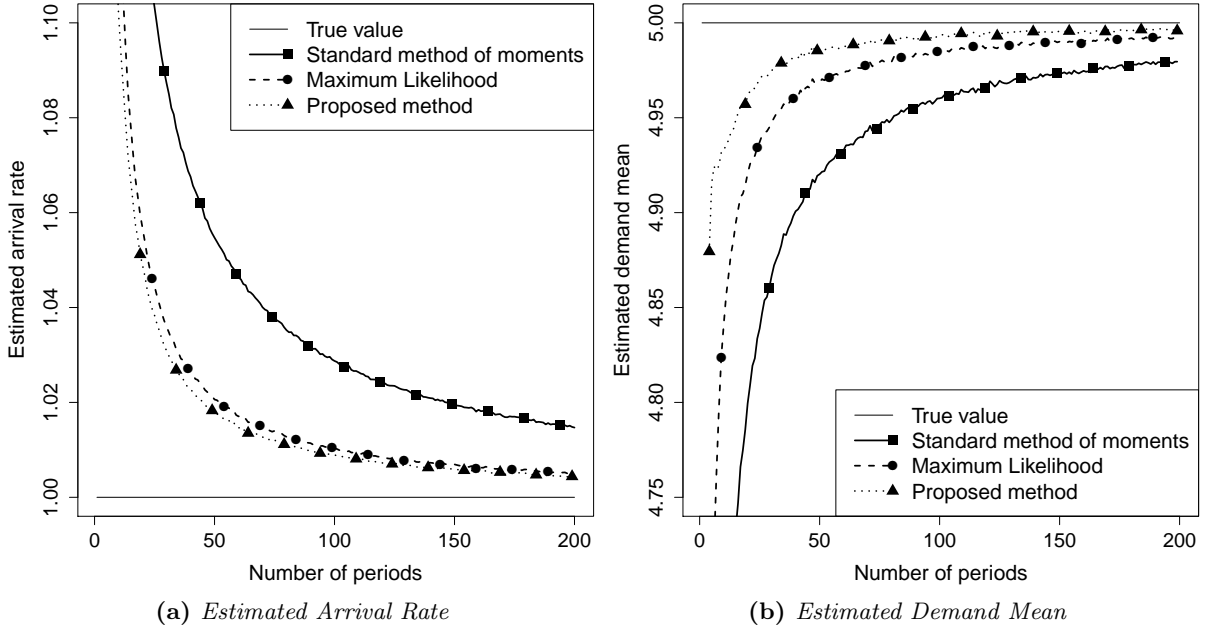 1.10
1.08
1.06
1.04
1.02
1.00
Estimated arrival rate
True value
Standard method of moments
Maximum Likelihood
Proposed method
0 50 100 150 200
Number of periods
(a) Estimated Arrival Rate
5.00
4.95
4.90
4.85
4.80
4.75
Estimated demand mean
True value
Standard method of moments
Maximum Likelihood
Proposed method
0 50 100 150 200
Number of periods
(b) Estimated Demand Mean